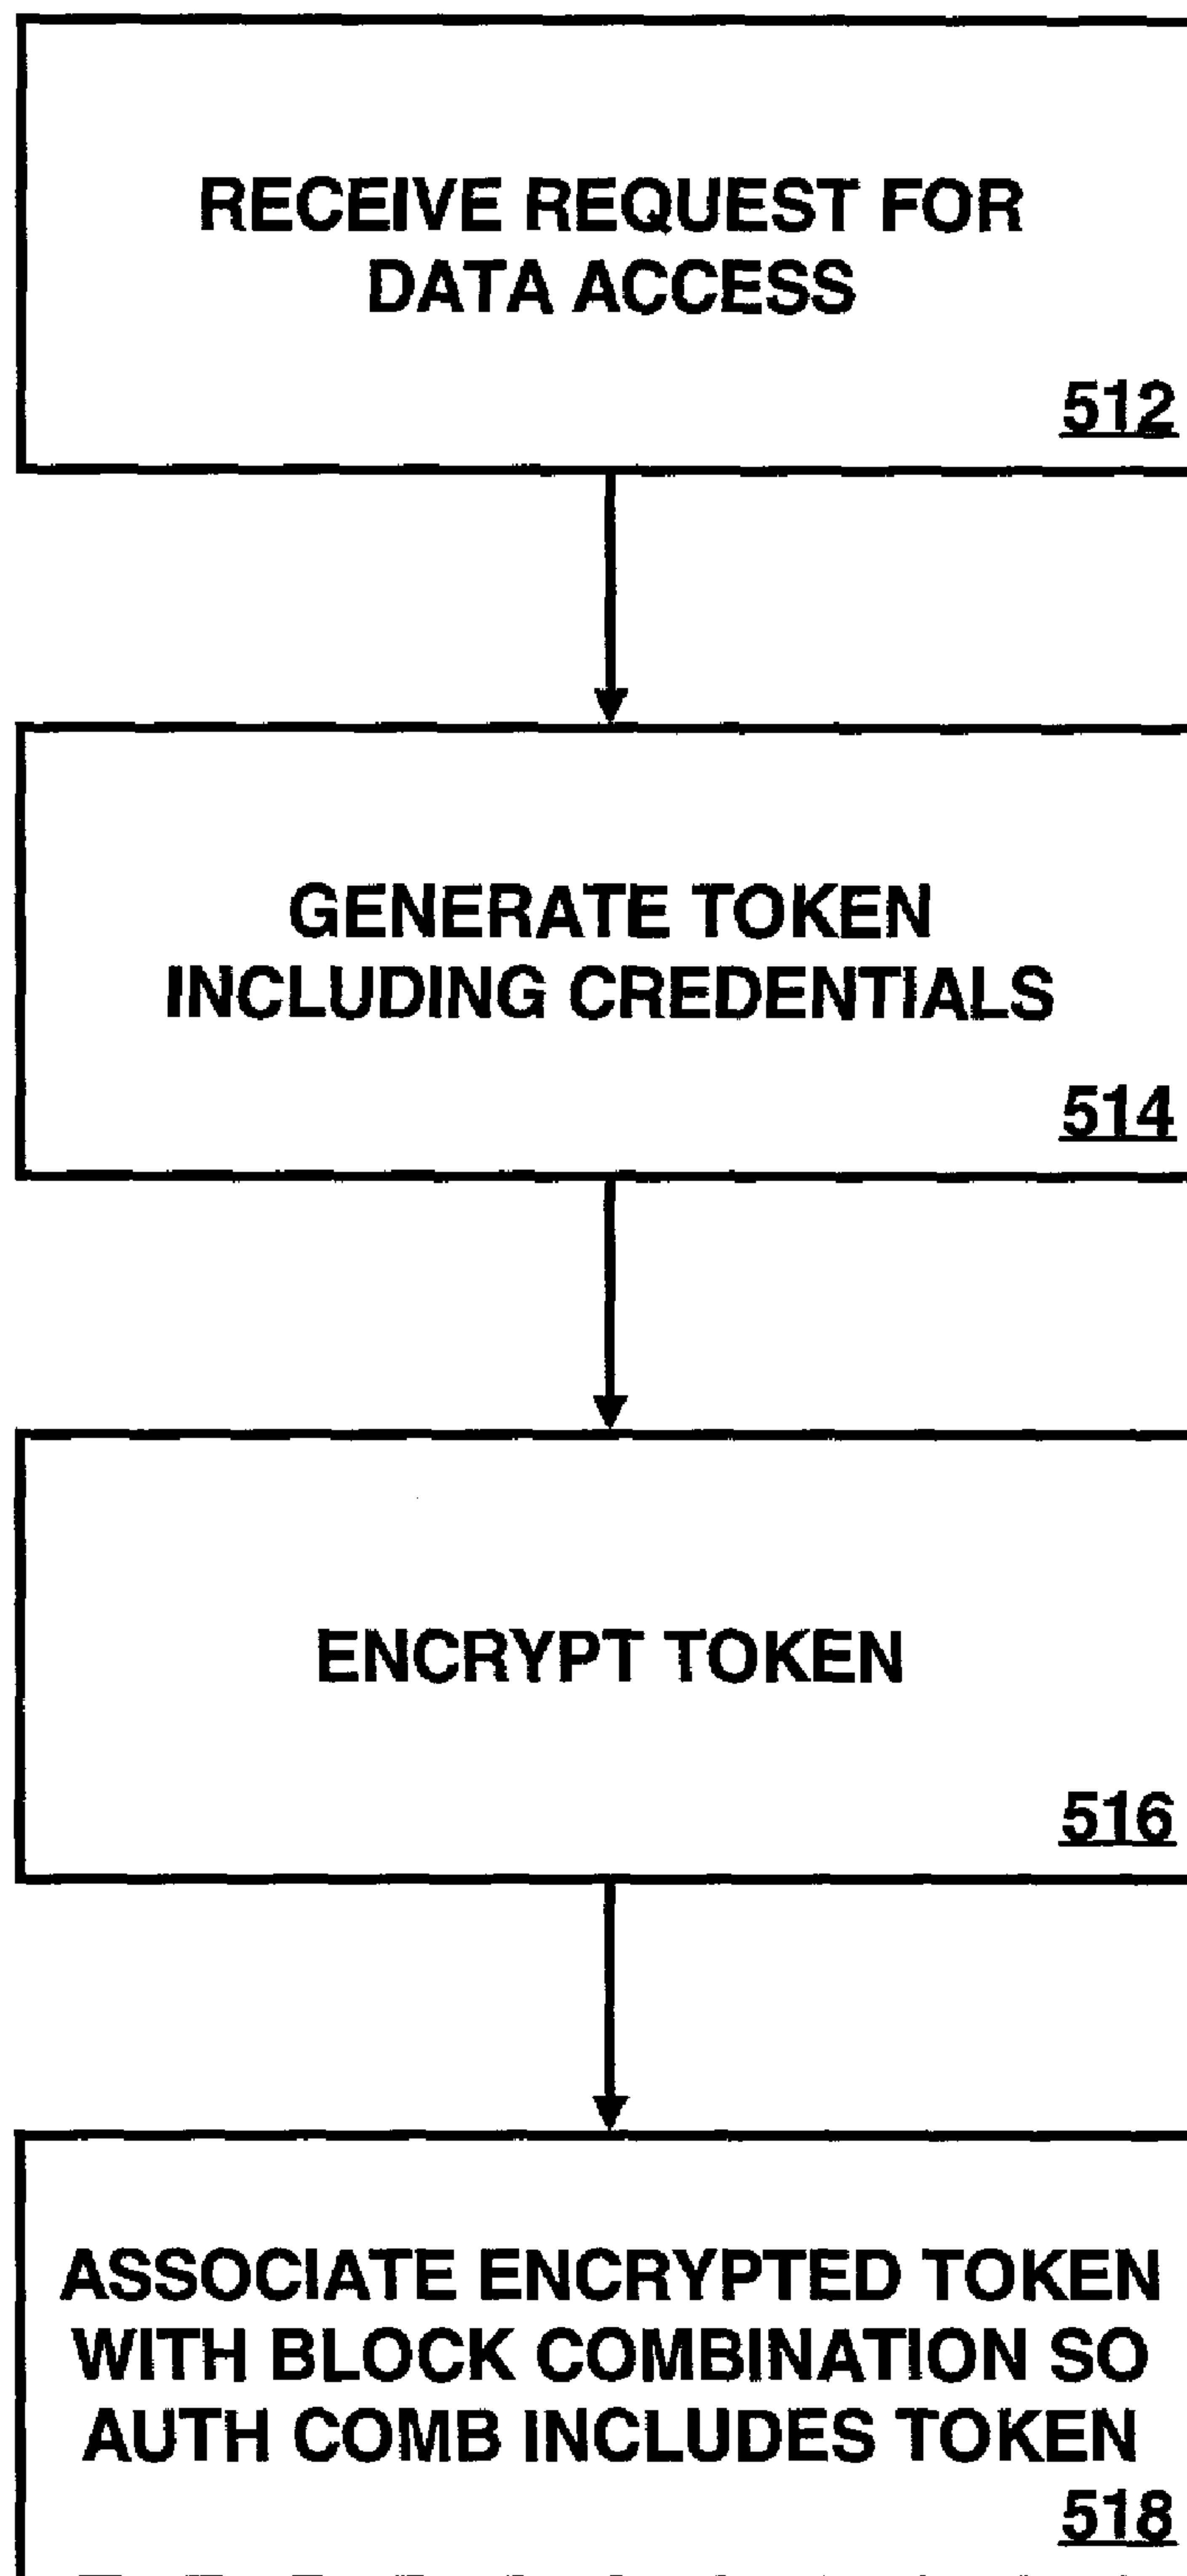 RECEIVE REQUEST FOR
DATA ACCESS
512
GENERATE TOKEN
INCLUDING CREDENTIALS
514
ENCRYPT TOKEN
516
ASSOCIATE ENCRYPTED TOKEN
WITH BLOCK COMBINATION SO
AUTH COMB INCLUDES TOKEN
518